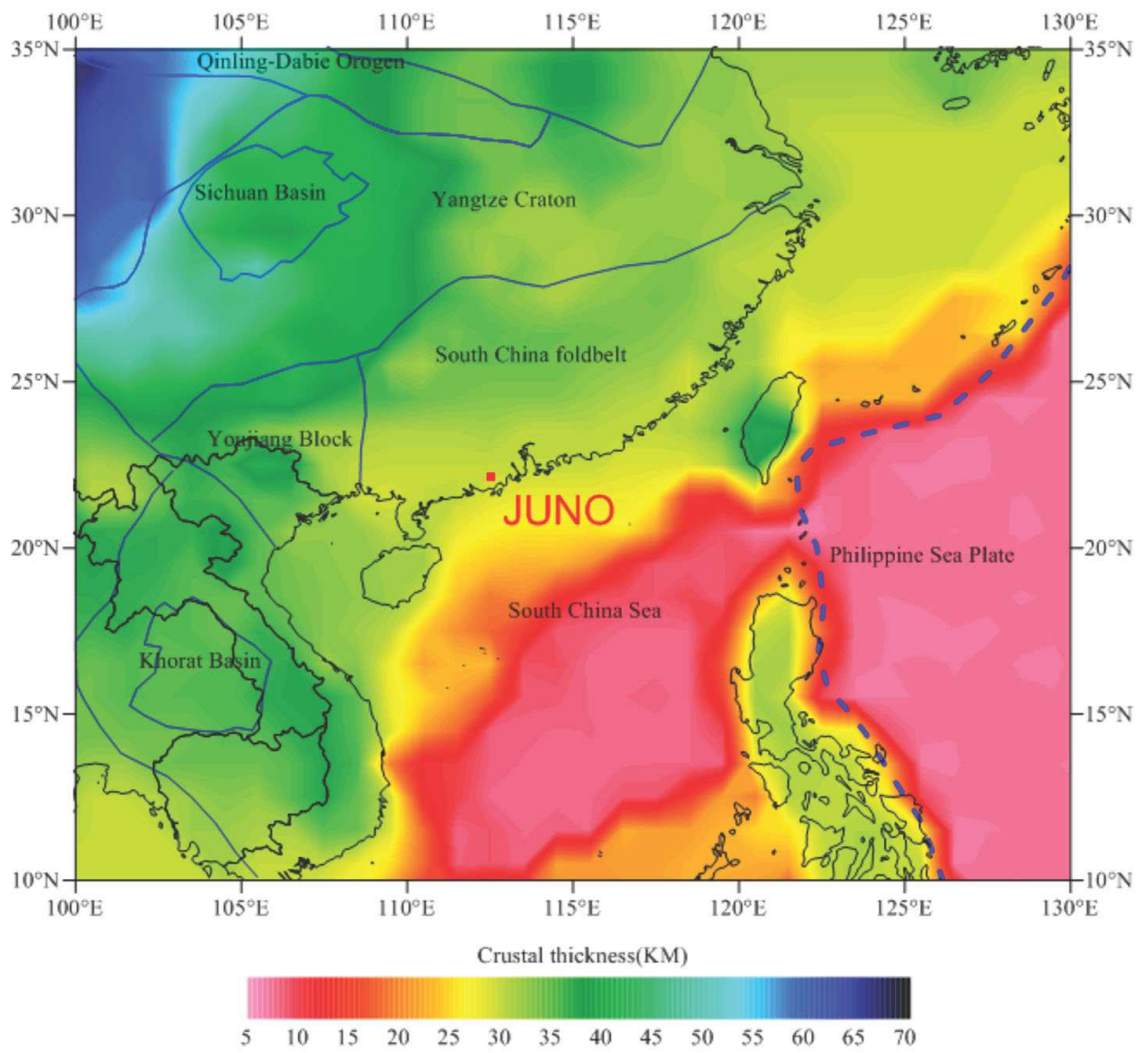 100°E 105°E 110°E 115°E 120°E 125°E 130°E
35°N 35°N
Qinling-Dabie Orogen
Sichuan Basin
Yangtze Craton
30°N 30°N
South China foldbelt
25°N 25°N
Youjiang Block
JUNO
20°N 20°N
Philippine Sea Plate
South China Sea
Khorat Basin
15°N 15°N
10°N 10°N
100°E 105°E 110°E 115°E 120°E 125°E 130°E
Crustal thickness(KM)
5 10 15 20 25 30 35 40 45 50 55 60 65 70